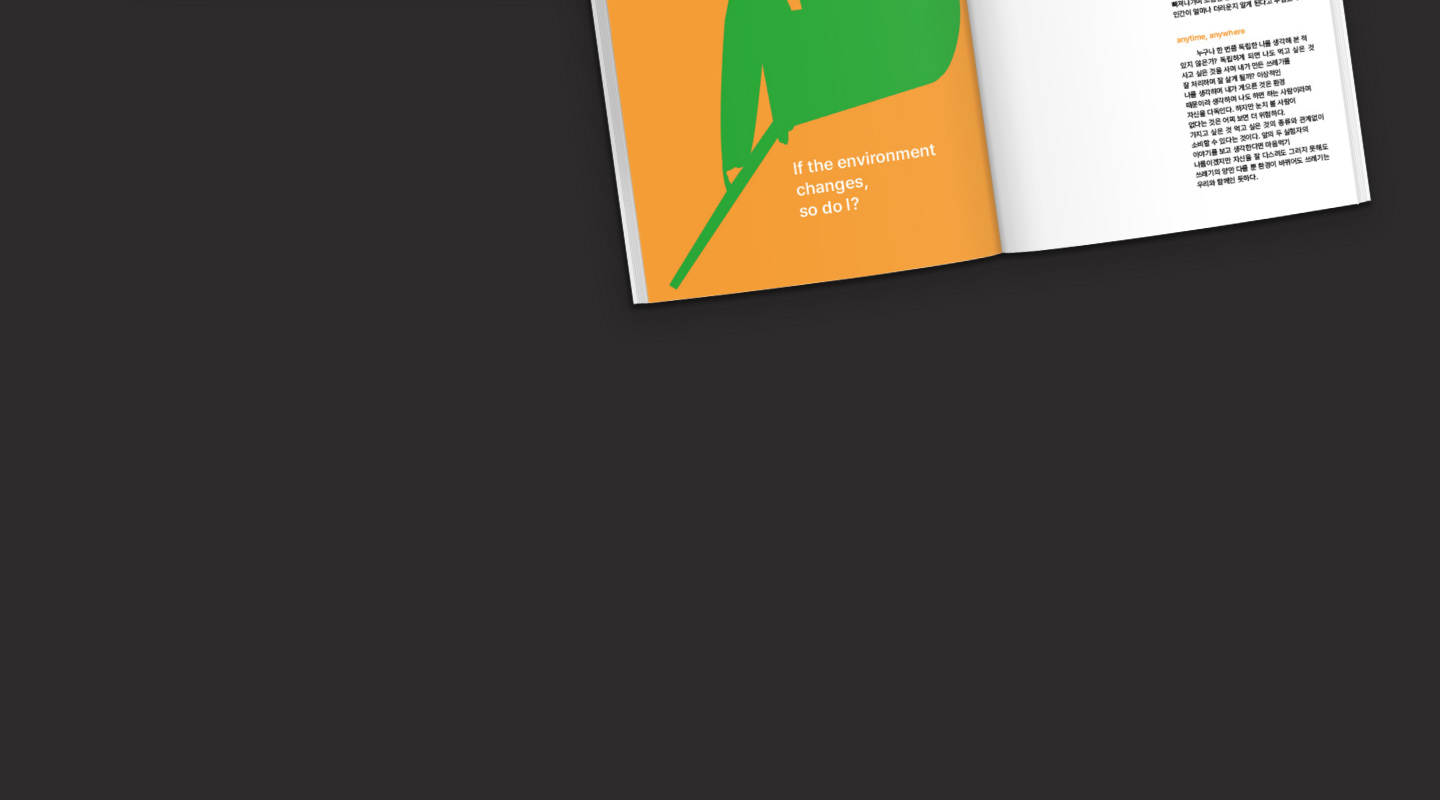 If the environment
changes,
so do I?
인간이 얼마나 더러운지 알게 된다고
anytime, anywhere
누구나 한 번쯤 독립한 나를 생각해 본 적
있지 않은가? 독립하게 되면 나도 먹고 싶은 것
사고 싶은 것을 사며 내가 만든 쓰레기를
잘 처리하며 잘 살게 될까? 이상적인
나를 생각하며 내가 게으른 것은 환경
때문이라 생각하며 나도 하면 하는 사람이라며
자신을 다독인다. 하지만 눈치 볼 사람이
없다는 것은 어찌 보면 더 위험하다.
가지고 싶은 것 먹고 싶은 것의 종류와 관계없이
소비할 수 있다는 것이다. 앞의 두 실험자의
이야기를 보고 생각한다면 마음먹기
나름이겠지만 자신을 잘 다스려도 그러지 못해도
쓰레기의 양만 다를 뿐 환경이 바뀌어도 쓰레기는
우리와 함께인 듯하다.